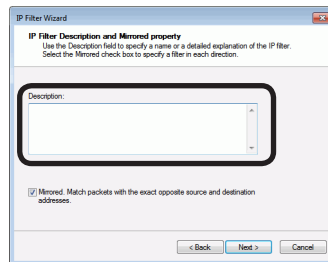 IP Filter Wizard
IP Filter Description and Mirrored property
Use the Description field to specify a name or a detailed explanation of the IP filter.
Select the Mirrored check box to specify a filter in each direction.
Description:
Mirrored. Match packets with the exact opposite source and destination
addresses.
< Back
Next >
Cancel